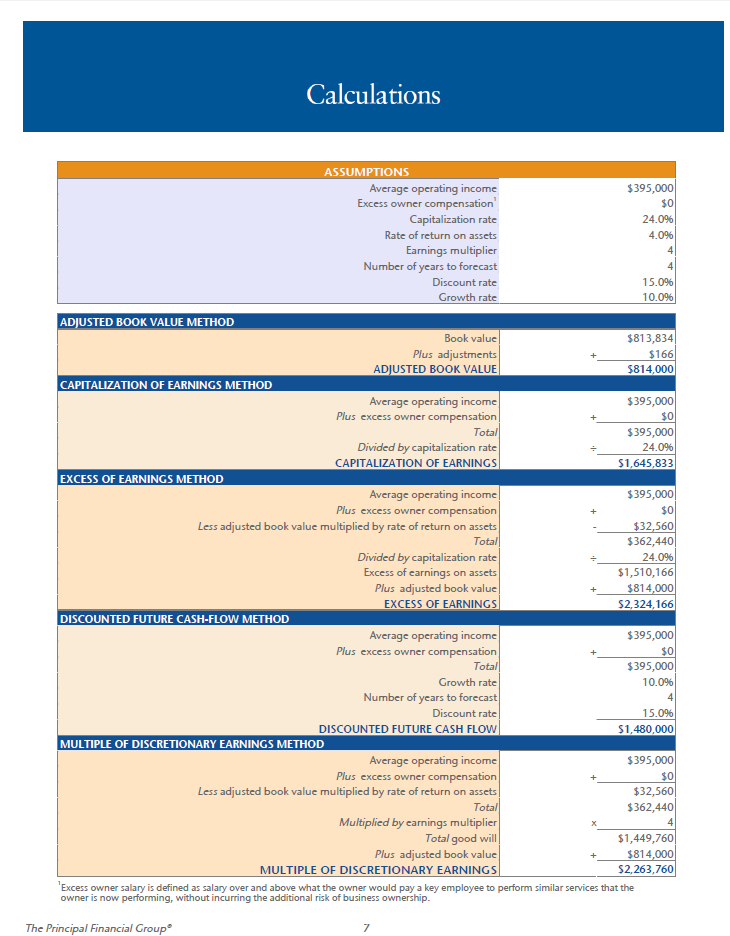 Calculations
ASSUMPTIONS
Average operating income $395,000
Excess owner compensation¹ $0
Capitalization rate 24.0%
Rate of return on assets 4.0%
Earnings multiplier 4
Number of years to forecast 4
Discount rate 15.0%
Growth rate 10.0%
ADJUSTED BOOK VALUE METHOD
Book value $813,834
Plus adjustments + $166
ADJUSTED BOOK VALUE $814,000
CAPITALIZATION OF EARNINGS METHOD
Average operating income $395,000
Plus excess owner compensation + $0
Total $395,000
Divided by capitalization rate ÷ 24.0%
CAPITALIZATION OF EARNINGS $1,645,833
EXCESS OF EARNINGS METHOD
Average operating income $395,000
Plus excess owner compensation + $0
Less adjusted book value multiplied by rate of return on assets - $32,560
Total $362,440
Divided by capitalization rate ÷ 24.0%
Excess of earnings on assets $1,510,166
Plus adjusted book value + $814,000
EXCESS OF EARNINGS $2,324,166
DISCOUNTED FUTURE CASH-FLOW METHOD
Average operating income $395,000
Plus excess owner compensation + $0
Total $395,000
Growth rate 10.0%
Number of years to forecast 4
Discount rate 15.0%
DISCOUNTED FUTURE CASH FLOW $1,480,000
MULTIPLE OF DISCRETIONARY EARNINGS METHOD
Average operating income $395,000
Plus excess owner compensation + $0
Less adjusted book value multiplied by rate of return on assets $32,560
Total $362,440
Multiplied by earnings multiplier x 4
Total good will $1,449,760
Plus adjusted book value + $814,000
MULTIPLE OF DISCRETIONARY EARNINGS $2,263,760
¹Excess owner salary is defined as salary over and above what the owner would pay a key employee to perform similar services that the
owner is now performing, without incurring the additional risk of business ownership.
The Principal Financial Group® 7